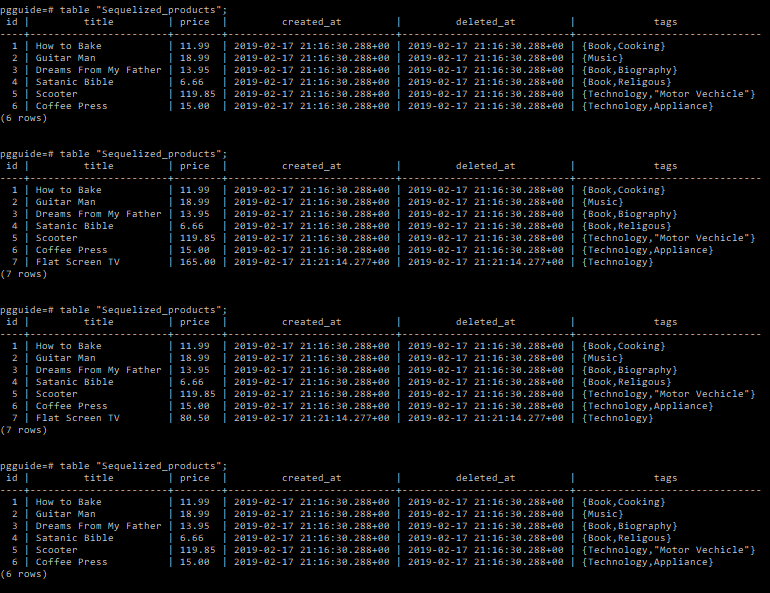 pgguide=# table "Sequelized_products";
 id |       title          | price |         created_at         |         deleted_at         |            tags
----+----------------------+-------+----------------------------+----------------------------+-------------------------------
  1 | How to Bake          | 11.99 | 2019-02-17 21:16:30.288+00 | 2019-02-17 21:16:30.288+00 | {Book,Cooking}
  2 | Guitar Man           | 18.99 | 2019-02-17 21:16:30.288+00 | 2019-02-17 21:16:30.288+00 | {Music}
  3 | Dreams From My Father | 13.95 | 2019-02-17 21:16:30.288+00 | 2019-02-17 21:16:30.288+00 | {Book,Biography}
  4 | Satanic Bible        | 6.66 | 2019-02-17 21:16:30.288+00 | 2019-02-17 21:16:30.288+00 | {Book,Religous}
  5 | Scooter              | 119.85 | 2019-02-17 21:16:30.288+00 | 2019-02-17 21:16:30.288+00 | {Technology,"Motor Vechicle"}
  6 | Coffee Press         | 15.00 | 2019-02-17 21:16:30.288+00 | 2019-02-17 21:16:30.288+00 | {Technology,Appliance}
(6 rows)

pgguide=# table "Sequelized_products";
 id |       title          | price |         created_at         |         deleted_at         |            tags
----+----------------------+-------+----------------------------+----------------------------+-------------------------------
  1 | How to Bake          | 11.99 | 2019-02-17 21:16:30.288+00 | 2019-02-17 21:16:30.288+00 | {Book,Cooking}
  2 | Guitar Man           | 18.99 | 2019-02-17 21:16:30.288+00 | 2019-02-17 21:16:30.288+00 | {Music}
  3 | Dreams From My Father | 13.95 | 2019-02-17 21:16:30.288+00 | 2019-02-17 21:16:30.288+00 | {Book,Biography}
  4 | Satanic Bible        | 6.66 | 2019-02-17 21:16:30.288+00 | 2019-02-17 21:16:30.288+00 | {Book,Religous}
  5 | Scooter              | 119.85 | 2019-02-17 21:16:30.288+00 | 2019-02-17 21:16:30.288+00 | {Technology,"Motor Vechicle"}
  6 | Coffee Press         | 15.00 | 2019-02-17 21:16:30.288+00 | 2019-02-17 21:16:30.288+00 | {Technology,Appliance}
  7 | Flat Screen TV       | 165.00 | 2019-02-17 21:21:14.277+00 | 2019-02-17 21:21:14.277+00 | {Technology}
(7 rows)

pgguide=# table "Sequelized_products";
 id |       title          | price |         created_at         |         deleted_at         |            tags
----+----------------------+-------+----------------------------+----------------------------+-------------------------------
  1 | How to Bake          | 11.99 | 2019-02-17 21:16:30.288+00 | 2019-02-17 21:16:30.288+00 | {Book,Cooking}
  2 | Guitar Man           | 18.99 | 2019-02-17 21:16:30.288+00 | 2019-02-17 21:16:30.288+00 | {Music}
  3 | Dreams From My Father | 13.95 | 2019-02-17 21:16:30.288+00 | 2019-02-17 21:16:30.288+00 | {Book,Biography}
  4 | Satanic Bible        | 6.66 | 2019-02-17 21:16:30.288+00 | 2019-02-17 21:16:30.288+00 | {Book,Religous}
  5 | Scooter              | 119.85 | 2019-02-17 21:16:30.288+00 | 2019-02-17 21:16:30.288+00 | {Technology,"Motor Vechicle"}
  6 | Coffee Press         | 15.00 | 2019-02-17 21:16:30.288+00 | 2019-02-17 21:16:30.288+00 | {Technology,Appliance}
  7 | Flat Screen TV       | 80.50 | 2019-02-17 21:21:14.277+00 | 2019-02-17 21:21:14.277+00 | {Technology}
(7 rows)

pgguide=# table "Sequelized_products";
 id |       title          | price |         created_at         |         deleted_at         |            tags
----+----------------------+-------+----------------------------+----------------------------+-------------------------------
  1 | How to Bake          | 11.99 | 2019-02-17 21:16:30.288+00 | 2019-02-17 21:16:30.288+00 | {Book,Cooking}
  2 | Guitar Man           | 18.99 | 2019-02-17 21:16:30.288+00 | 2019-02-17 21:16:30.288+00 | {Music}
  3 | Dreams From My Father | 13.95 | 2019-02-17 21:16:30.288+00 | 2019-02-17 21:16:30.288+00 | {Book,Biography}
  4 | Satanic Bible        | 6.66 | 2019-02-17 21:16:30.288+00 | 2019-02-17 21:16:30.288+00 | {Book,Religous}
  5 | Scooter              | 119.85 | 2019-02-17 21:16:30.288+00 | 2019-02-17 21:16:30.288+00 | {Technology,"Motor Vechicle"}
  6 | Coffee Press         | 15.00 | 2019-02-17 21:16:30.288+00 | 2019-02-17 21:16:30.288+00 | {Technology,Appliance}
(6 rows)